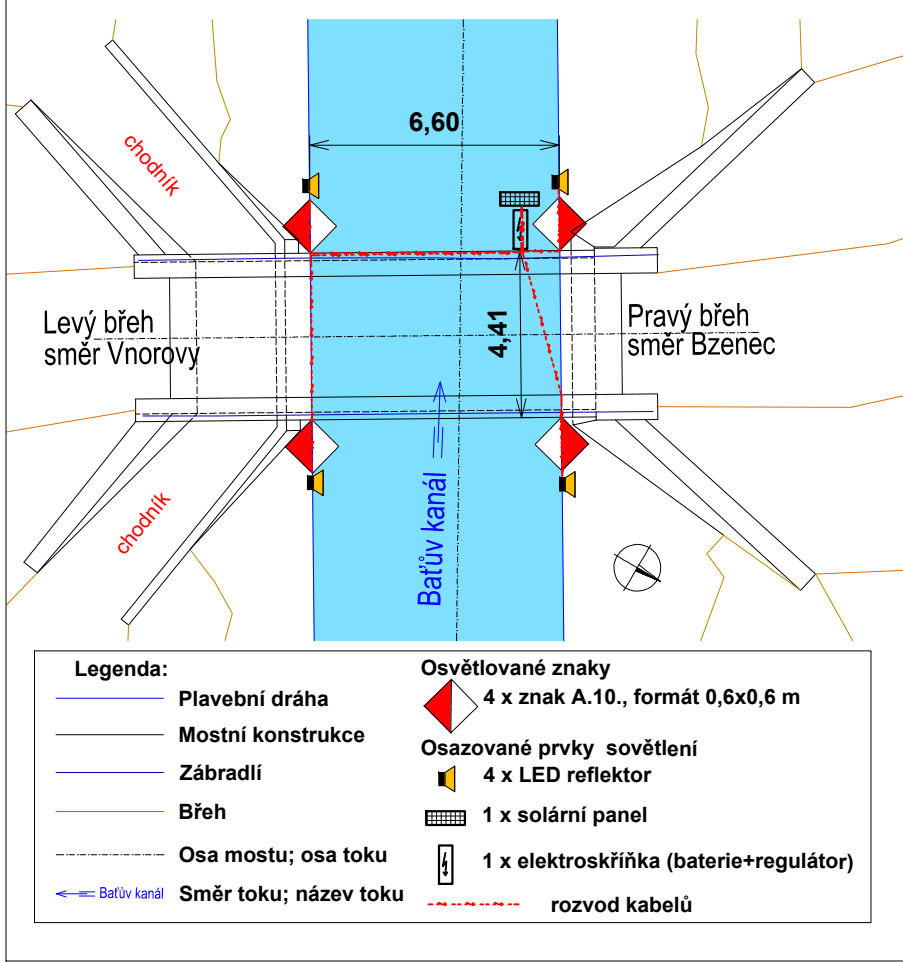 6,60
chodník
Levý břeh
směr Vnorovy
4,41
Pravý břeh
směr Bzenec
Baťův kanál
chodník
Legenda:
Plavební dráha
Mostní konstrukce
Zábradlí
Břeh
Osa mostu; osa toku
Baťův kanál Směr toku; název toku
Osvětlované znaky
4 x znak A.10., formát 0,6x0,6 m
Osazované prvky sovětlení
4 x LED reflektor
1 x solární panel
1 x elektroskříňka (baterie+regulátor)
rozvod kabelů